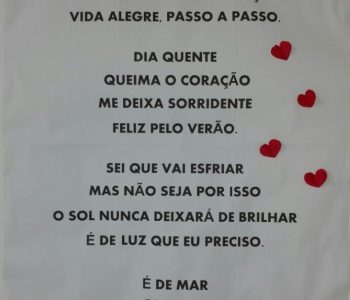 VIDA ALEGRE, PASSO A PASSO.
DIA QUENTE
QUEIMA O CORAÇÃO
ME DEIXA SORRIDENTE
FELIZ PELO VERÃO.
SEI QUE VAI ESFRIAR
MAS NÃO SEJA POR ISSO
O SOL NUNCA DEIXARÁ DE BRILHAR
É DE LUZ QUE EU PRECISO.
É DE MAR